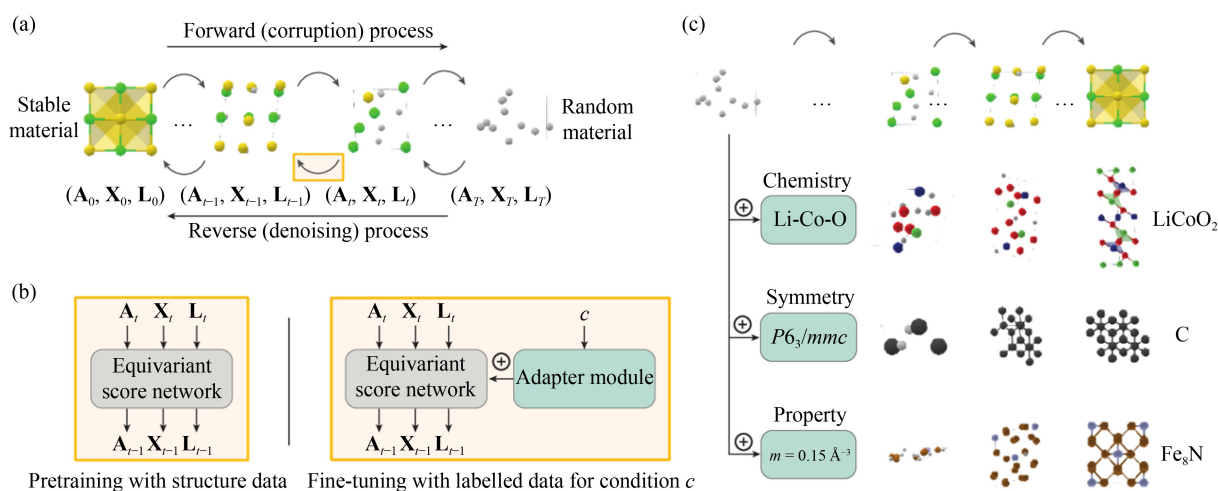 (a)
Forward (corruption) process
Stable
material
...
...
...
Random
material
(A₀, X₀, L₀) (Aₜ₋₁, Xₜ₋₁, Lₜ₋₁) (Aₜ, Xₜ, Lₜ) (A_T, X_T, L_T)
Reverse (denoising) process
(b)
Aₜ Xₜ Lₜ
Equivariant
score network
Aₜ₋₁ Xₜ₋₁ Lₜ₋₁
Pretraining with structure data
Aₜ Xₜ Lₜ
c
Equivariant
score network
+
Adapter module
Aₜ₋₁ Xₜ₋₁ Lₜ₋₁
Fine-tuning with labelled data for condition c
(c)
...
...
...
Chemistry
+
Li-Co-O
LiCoO₂
Symmetry
+
P6₃/mmc
C
Property
+
m = 0.15 Å⁻³
Fe₈N